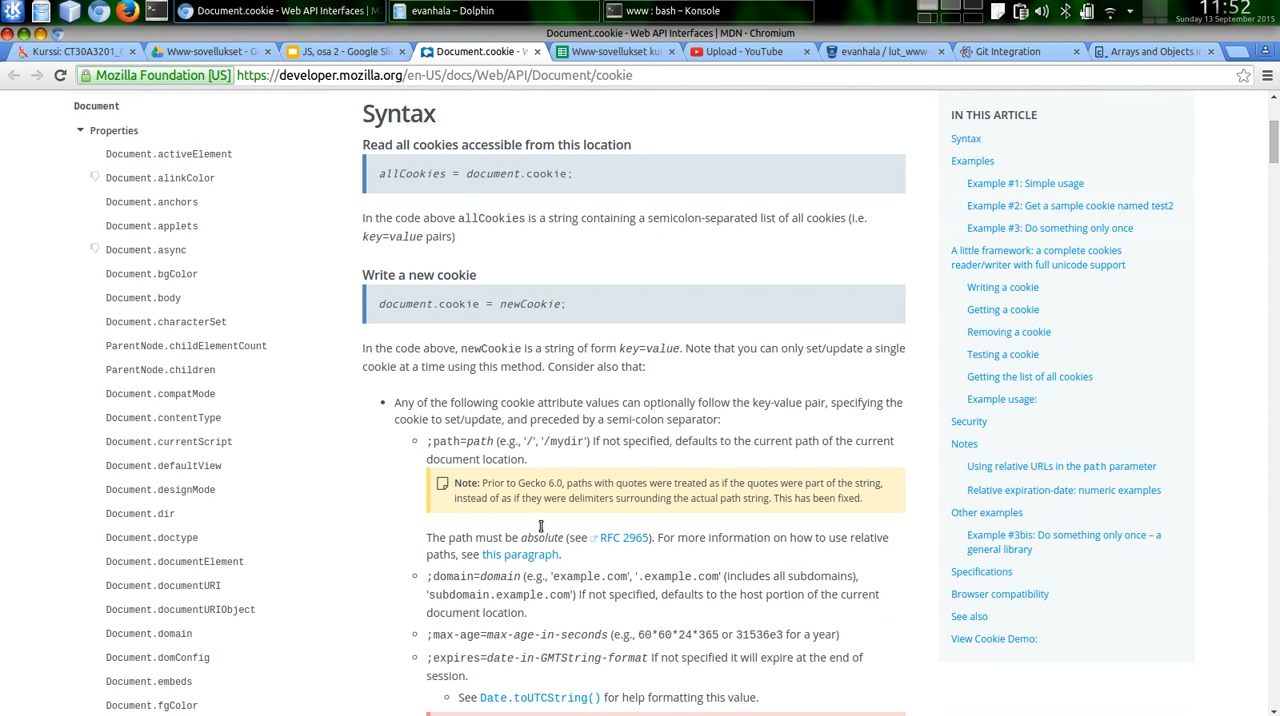 Document.cookie - Web API Interfaces |
evanhala – Dolphin
www : bash – Konsole
11:52
Sunday 13 September 2015
Document.cookie - Web API Interfaces | MDN - Chromium
Kurssi: CT30A3201_
Www-sovellukset - G
JS, osa 2 - Google Sli
Document.cookie - W
Www-sovellukset ku
Upload - YouTube
evanhala / lut_www
Git Integration
Arrays and Objects i
Mozilla Foundation [US]
https://developer.mozilla.org/en-US/docs/Web/API/Document/cookie
Document
Properties
Document.activeElement
Document.alinkColor
Document.anchors
Document.applets
Document.async
Document.bgColor
Document.body
Document.characterSet
ParentNode.childElementCount
ParentNode.children
Document.compatMode
Document.contentType
Document.currentScript
Document.defaultView
Document.designMode
Document.dir
Document.doctype
Document.documentElement
Document.documentURI
Document.documentURIObject
Document.domain
Document.domConfig
Document.embeds
Document.fgColor
Syntax
Read all cookies accessible from this location
allCookies = document.cookie;
In the code above allCookies is a string containing a semicolon-separated list of all cookies (i.e.
key=value pairs)
Write a new cookie
document.cookie = newCookie;
In the code above, newCookie is a string of form key=value. Note that you can only set/update a single
cookie at a time using this method. Consider also that:
Any of the following cookie attribute values can optionally follow the key-value pair, specifying the
cookie to set/update, and preceded by a semi-colon separator:
;path=path (e.g., '/', '/mydir') If not specified, defaults to the current path of the current
document location.
Note: Prior to Gecko 6.0, paths with quotes were treated as if the quotes were part of the string,
instead of as if they were delimiters surrounding the actual path string. This has been fixed.
The path must be absolute (see RFC 2965). For more information on how to use relative
paths, see this paragraph.
;domain=domain (e.g., 'example.com', '.example.com' (includes all subdomains),
'subdomain.example.com') If not specified, defaults to the host portion of the current
document location.
;max-age=max-age-in-seconds (e.g., 60*60*24*365 or 31536e3 for a year)
;expires=date-in-GMTString-format If not specified it will expire at the end of
session.
See Date.toUTCString() for help formatting this value.
IN THIS ARTICLE
Syntax
Examples
Example #1: Simple usage
Example #2: Get a sample cookie named test2
Example #3: Do something only once
A little framework: a complete cookies
reader/writer with full unicode support
Writing a cookie
Getting a cookie
Removing a cookie
Testing a cookie
Getting the list of all cookies
Example usage:
Security
Notes
Using relative URLs in the path parameter
Relative expiration-date: numeric examples
Other examples
Example #3bis: Do something only once – a
general library
Specifications
Browser compatibility
See also
View Cookie Demo: